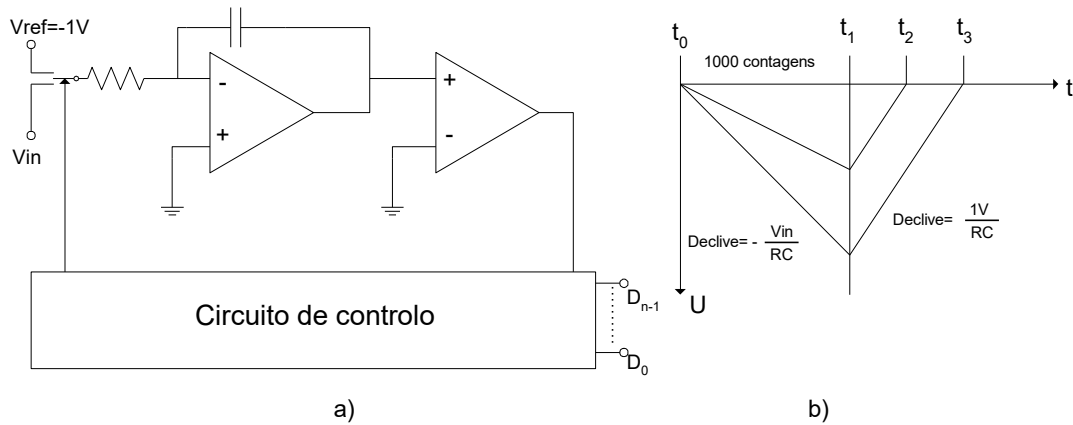 Vref=-1V
Vin
-
+
+
-
Circuito de controlo
Dn-1
D0
a)
t0
t1
t2
t3
1000 contagens
t
Declive= - Vin
RC
Declive= 1V
RC
U
b)